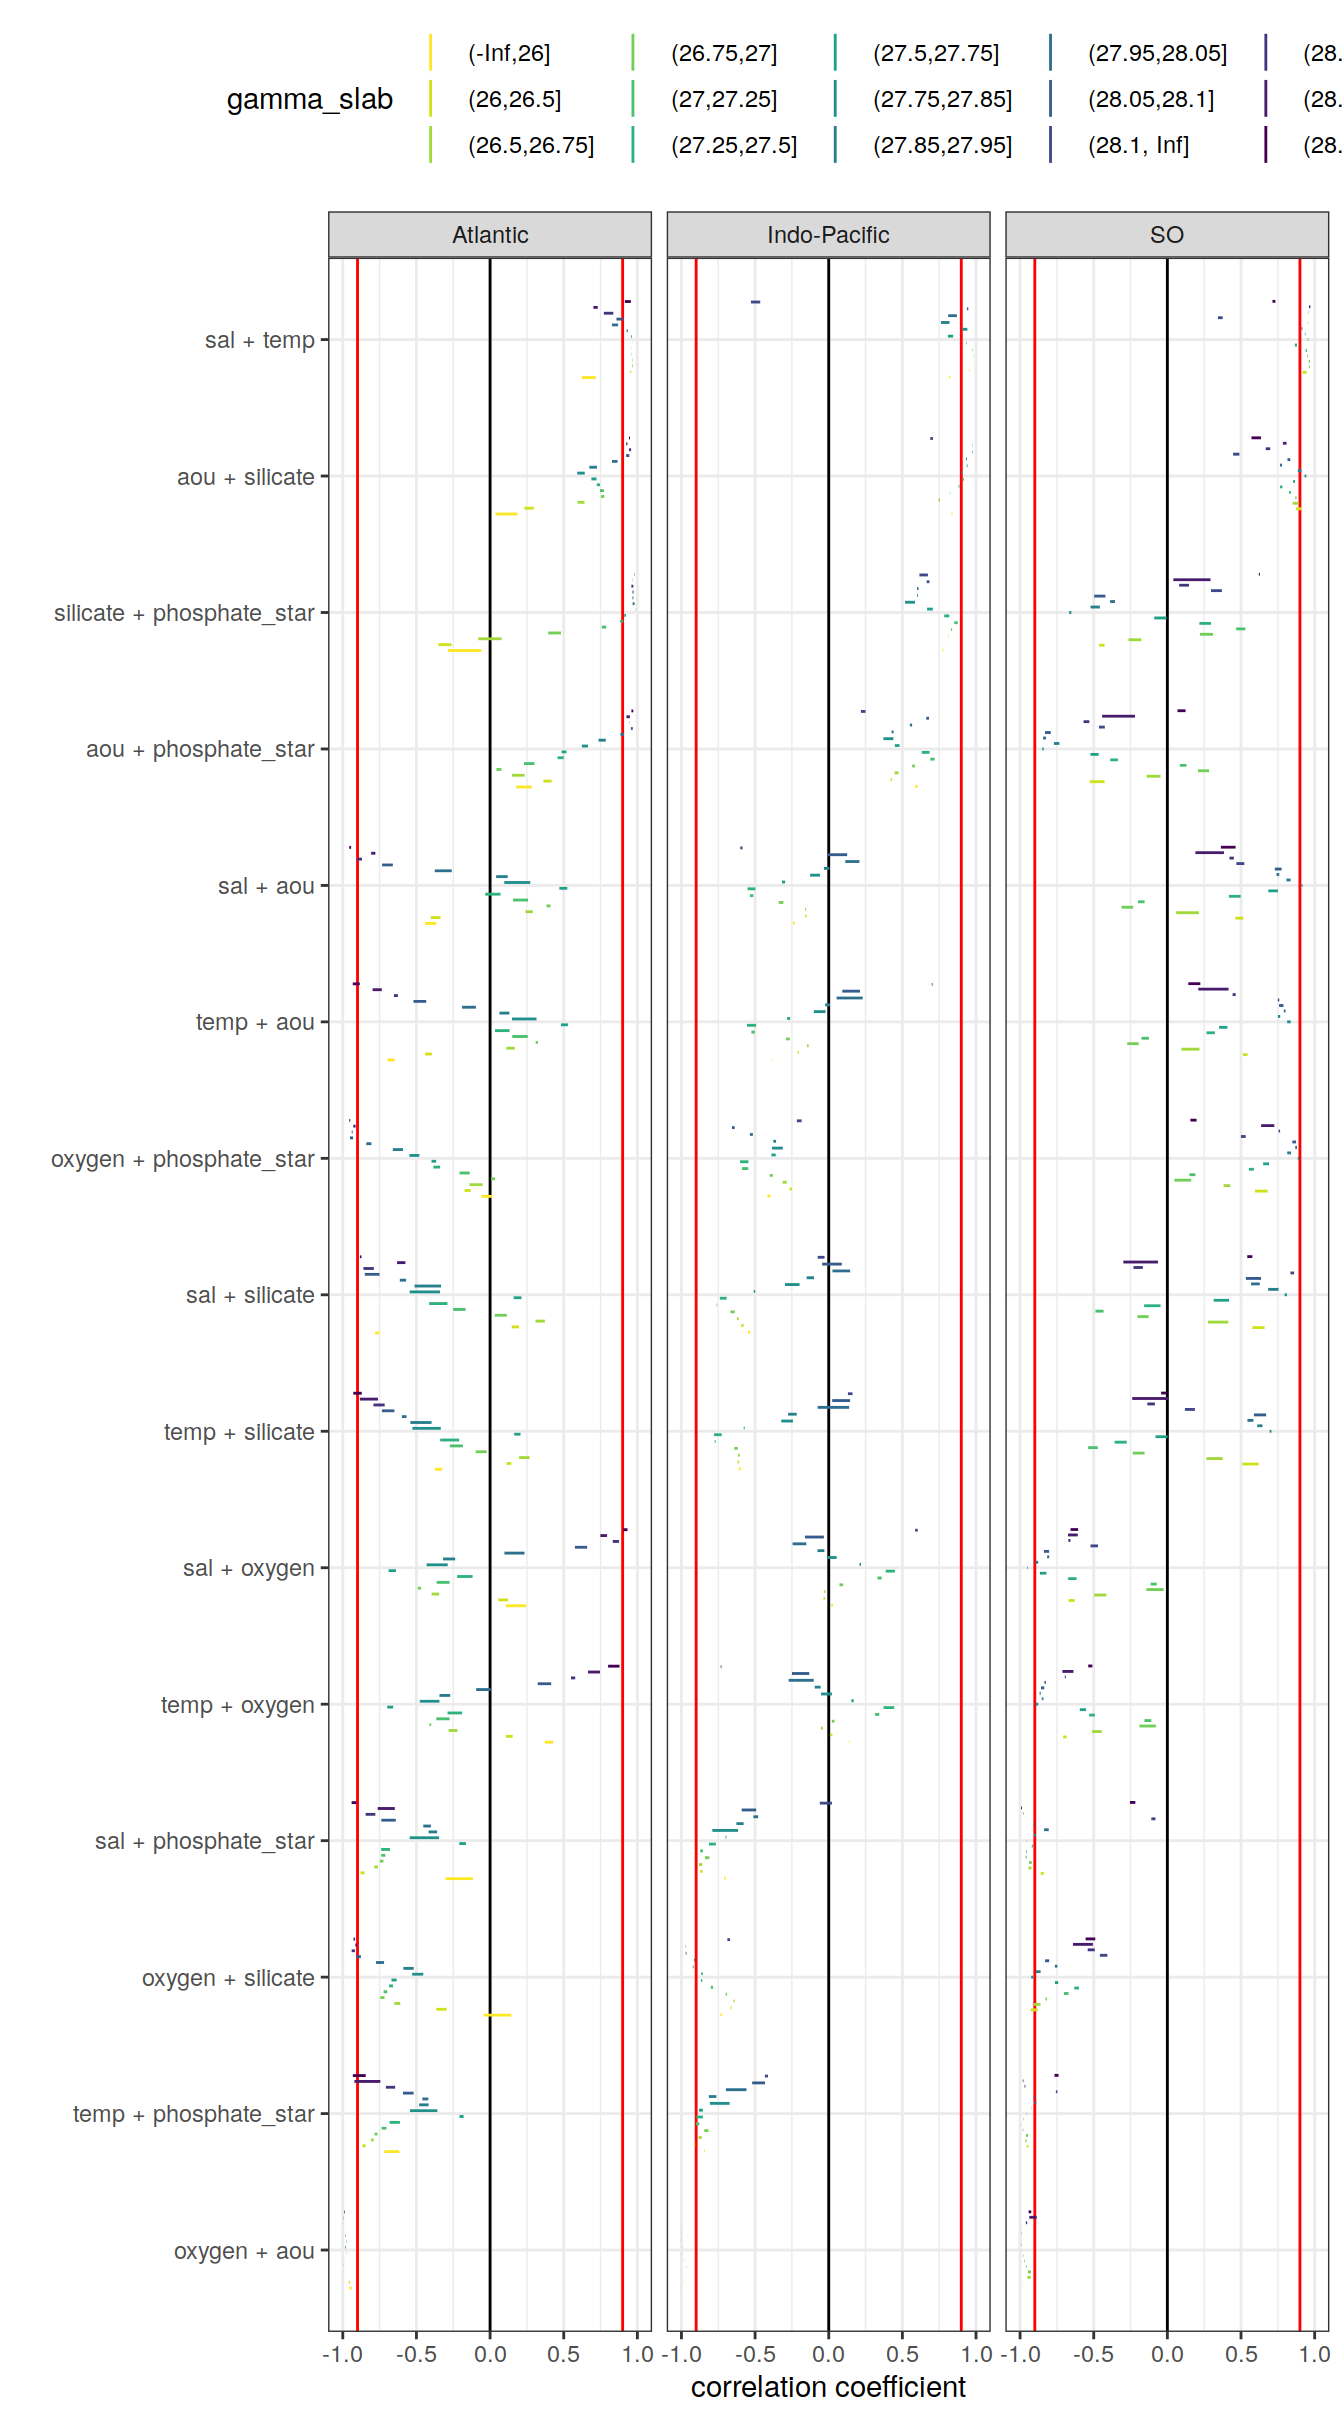 gamma_slab
(-Inf,26] (26.75,27] (27.5,27.75] (27.95,28.05] (28.
(26,26.5] (27,27.25] (27.75,27.85] (28.05,28.1] (28.
(26.5,26.75] (27.25,27.5] (27.85,27.95] (28.1, Inf] (28.
Atlantic Indo-Pacific SO
sal + temp
aou + silicate
silicate + phosphate_star
aou + phosphate_star
sal + aou
temp + aou
oxygen + phosphate_star
sal + silicate
temp + silicate
sal + oxygen
temp + oxygen
sal + phosphate_star
oxygen + silicate
temp + phosphate_star
oxygen + aou
-1.0 -0.5 0.0 0.5 1.0 -1.0 -0.5 0.0 0.5 1.0 -1.0 -0.5 0.0 0.5 1.0
correlation coefficient